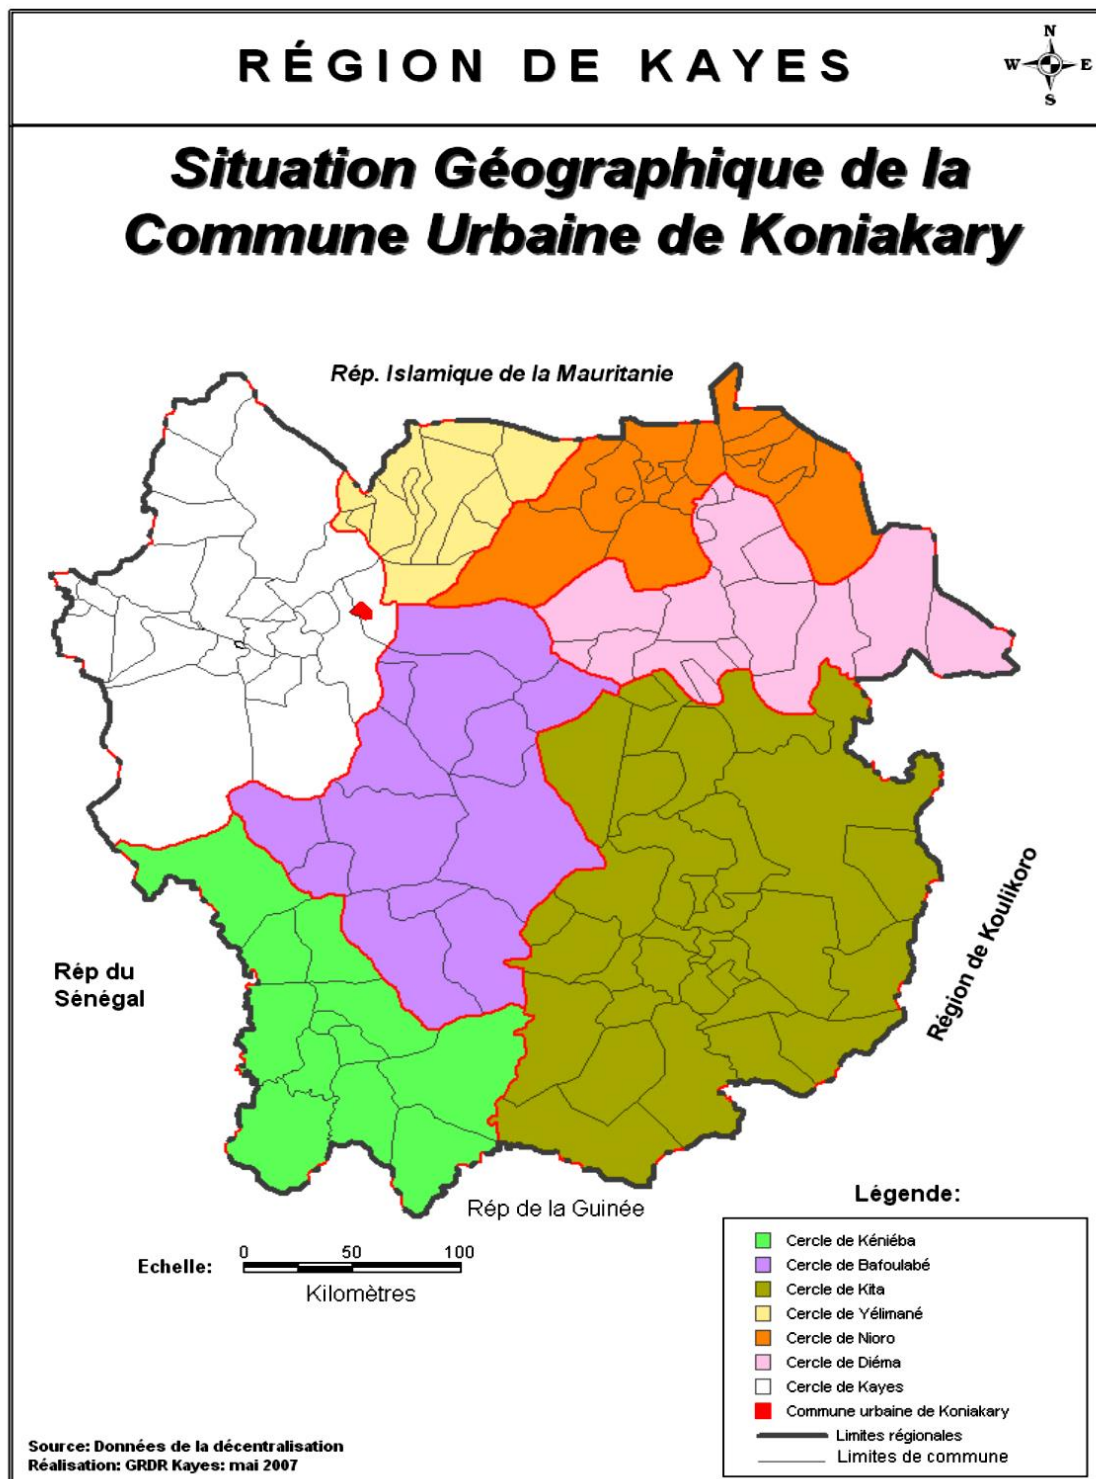 RÉGION DE KAYES
N
W E
S
Situation Géographique de la
Commune Urbaine de Koniakary
Rép. Islamique de la Mauritanie
Rép du
Sénégal
Région de Koulikoro
Rép de la Guinée
Légende:
Cercle de Kéniéba
Cercle de Bafoulabé
Cercle de Kita
Cercle de Yélimané
Cercle de Nioro
Cercle de Diéma
Cercle de Kayes
Commune urbaine de Koniakary
Limites régionales
Limites de commune
Echelle:
0 50 100
Kilomètres
Source: Données de la décentralisation
Réalisation: GRDR Kayes: mai 2007